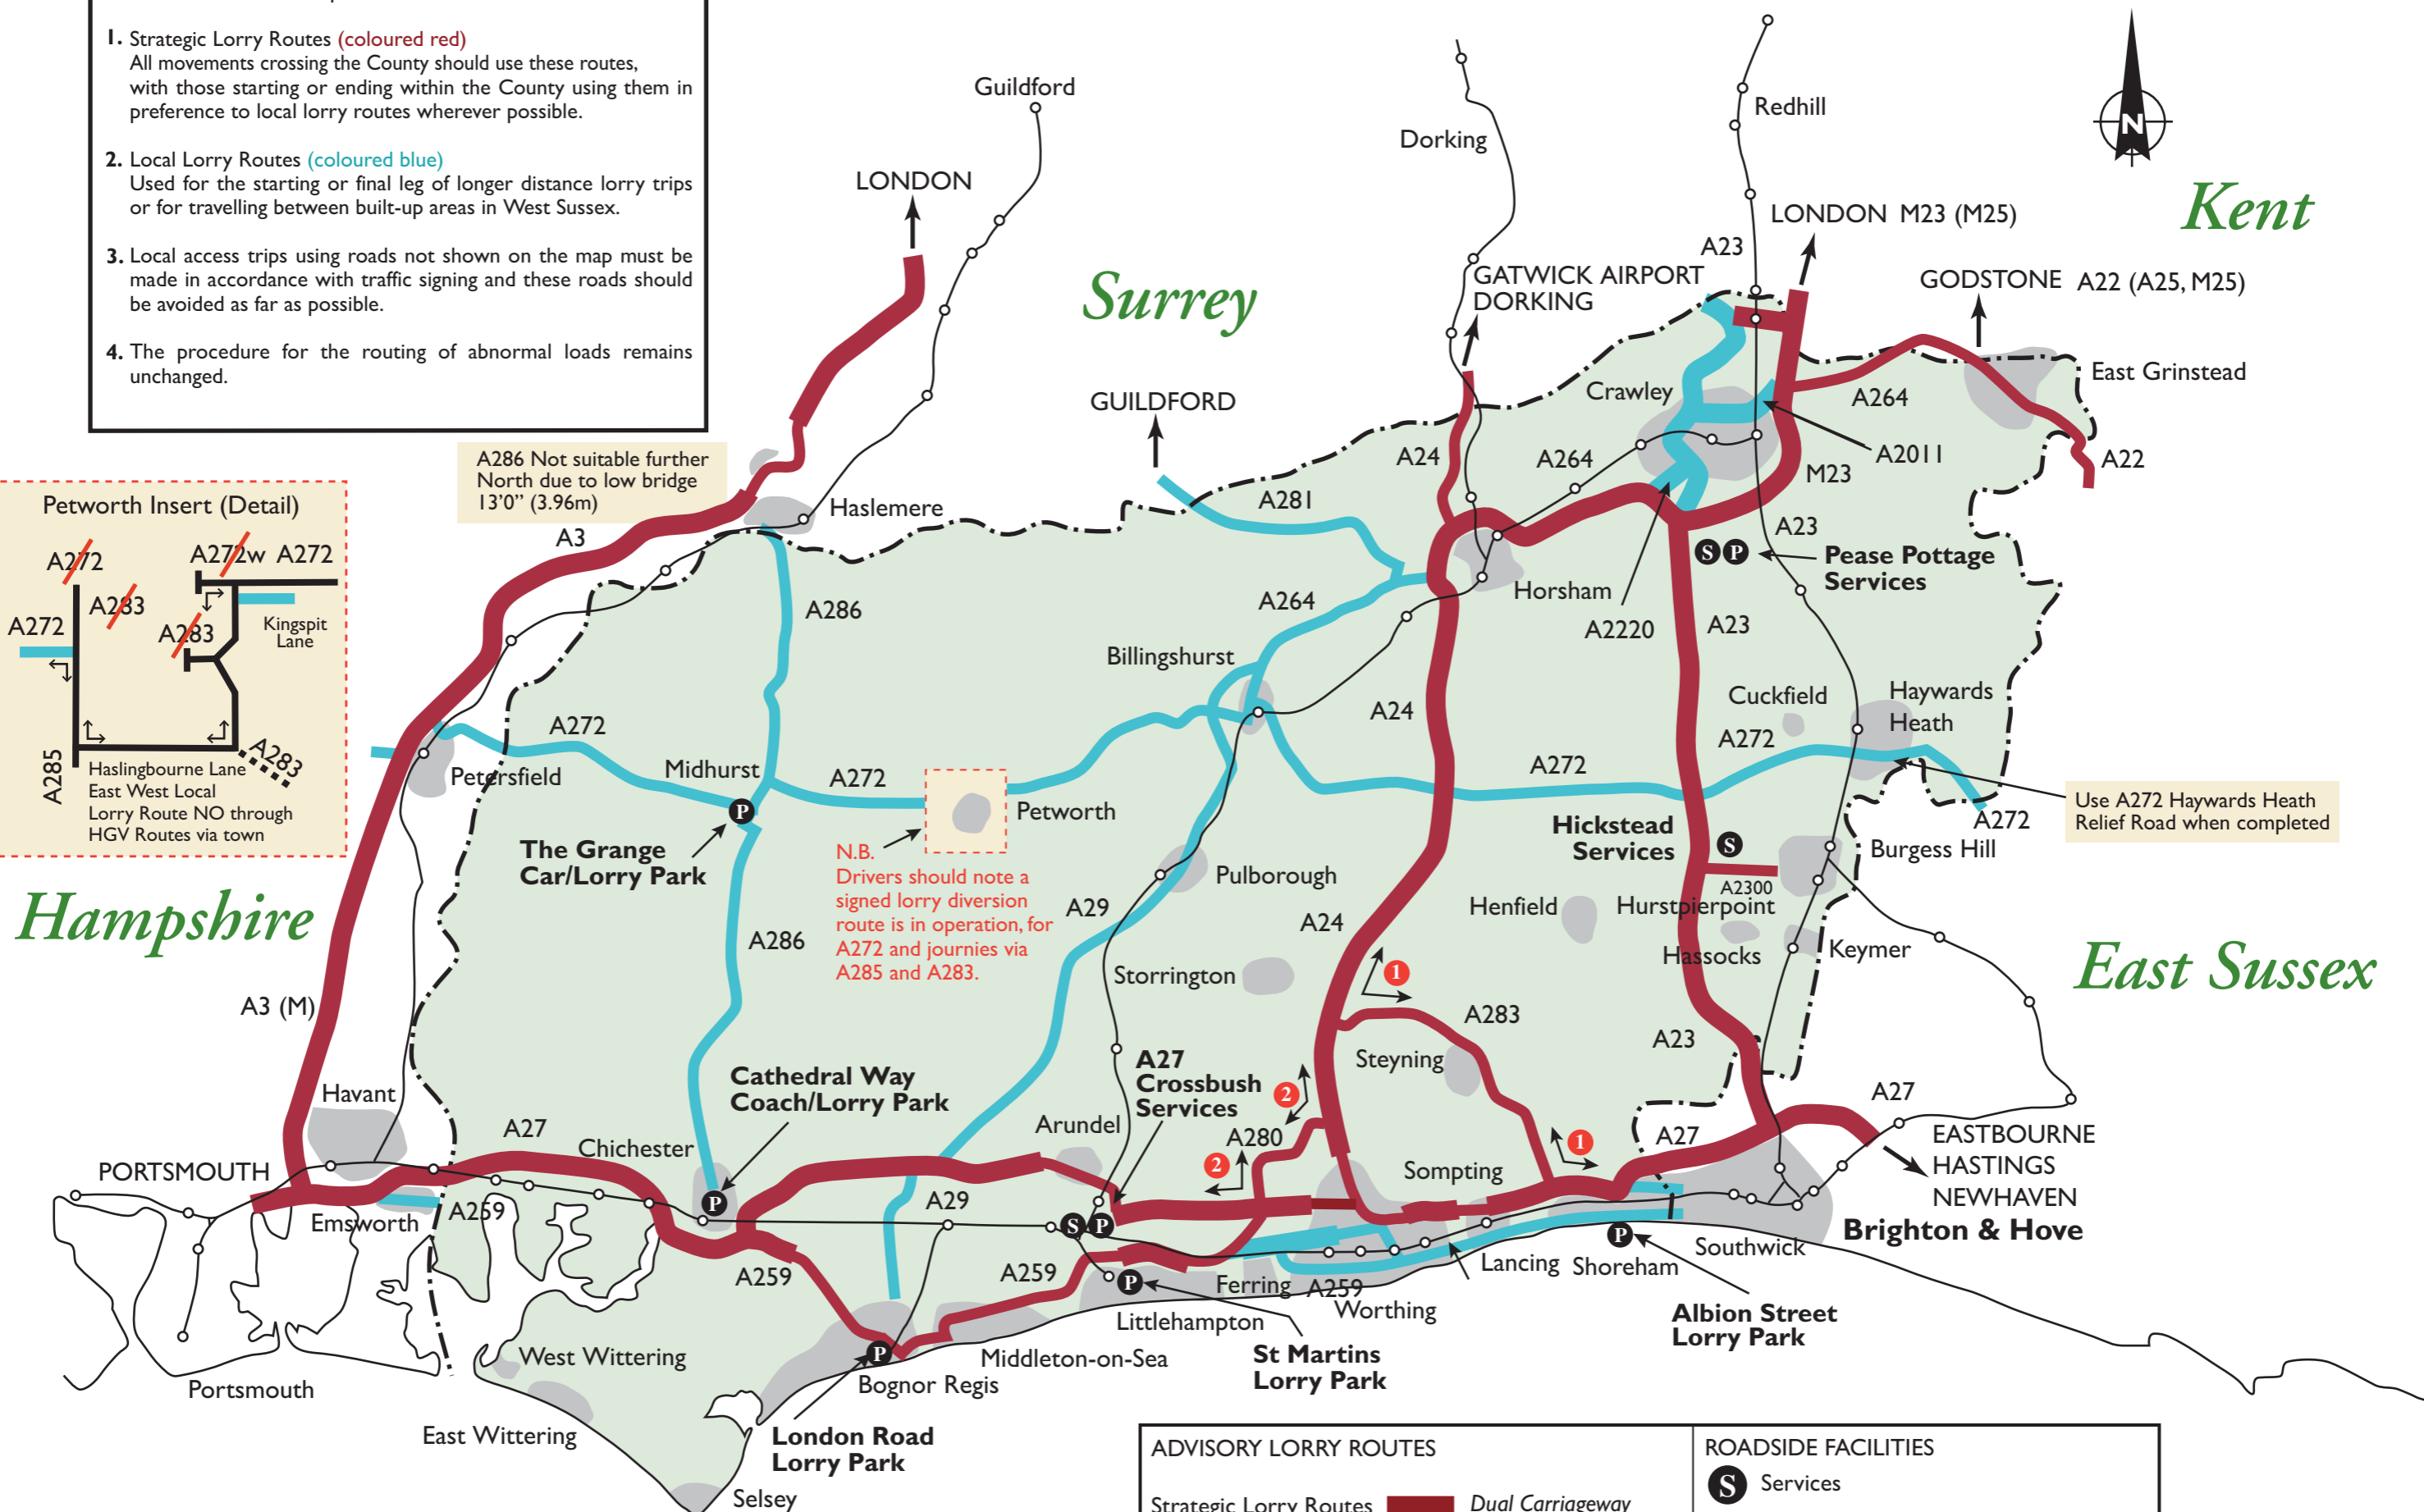 1. Strategic Lorry Routes (coloured red)
All movements crossing the County should use these routes,
with those starting or ending within the County using them in
preference to local lorry routes wherever possible.
2. Local Lorry Routes (coloured blue)
Used for the starting or final leg of longer distance lorry trips
or for travelling between built-up areas in West Sussex.
3. Local access trips using roads not shown on the map must be
made in accordance with traffic signing and these roads should
be avoided as far as possible.
4. The procedure for the routing of abnormal loads remains
unchanged.
Guildford
LONDON
Dorking
Redhill
N
Kent
LONDON M23 (M25)
A23
Surrey
GATWICK AIRPORT
DORKING
GODSTONE A22 (A25, M25)
East Grinstead
Crawley
A264
GUILDFORD
A24
A264
A2011
A22
M23
A286 Not suitable further
North due to low bridge
13'0” (3.96m)
Haslemere
A281
A3
A23
Pease Pottage
Services
S P
Petworth Insert (Detail)
A272
A272w A272
A283
A272
A283
Kingspit
Lane
A285
A283
Haslingbourne Lane
East West Local
Lorry Route NO through
HGV Routes via town
A286
A264
Horsham
A2220
A23
Billingshurst
A24
Cuckfield
Haywards
Heath
A272
A272
Petersfield
Midhurst
A272
A272
Petworth
Use A272 Haywards Heath
Relief Road when completed
A272
P
The Grange
Car/Lorry Park
N.B.
Drivers should note a
signed lorry diversion
route is in operation, for
A272 and journies via
A285 and A283.
Hickstead
Services
S
Burgess Hill
A2300
Pulborough
Henfield
Hurstpierpoint
Hampshire
A29
A24
A286
Hassocks
Keymer
East Sussex
Storrington
1
A3 (M)
A283
Steyning
A23
Havant
Cathedral Way
Coach/Lorry Park
A27
Crossbush
Services
2
A27
A27
Chichester
Arundel
A280
A27
EASTBOURNE
HASTINGS
NEWHAVEN
PORTSMOUTH
2
Sompting
1
P
A29
Emsworth
A259
S P
Brighton & Hove
P
Southwick
A259
A259
P
Ferring
A259
Lancing
Shoreham
Worthing
Littlehampton
Albion Street
Lorry Park
West Wittering
P
Middleton-on-Sea
St Martins
Lorry Park
Portsmouth
Bognor Regis
East Wittering
London Road
Lorry Park
Selsey
ADVISORY LORRY ROUTES
Strategic Lorry Routes
Dual Carriageway
ROADSIDE FACILITIES
S Services